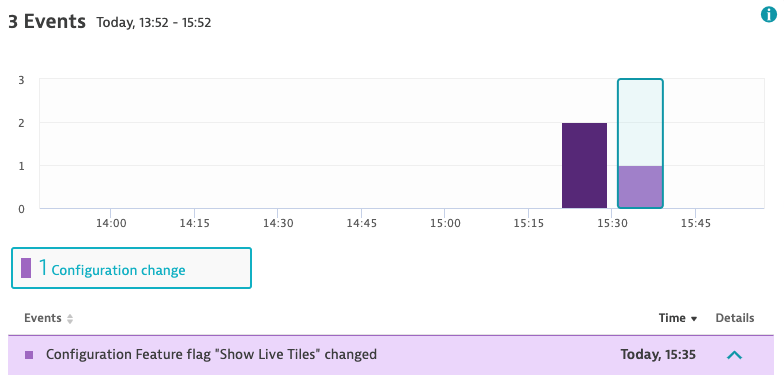 3 Events Today, 13:52 - 15:52
i
3
2
1
0
14:00 14:15 14:30 14:45 15:00 15:15 15:30 15:45
1 Configuration change
Events Time Details
Configuration Feature flag "Show Live Tiles" changed Today, 15:35